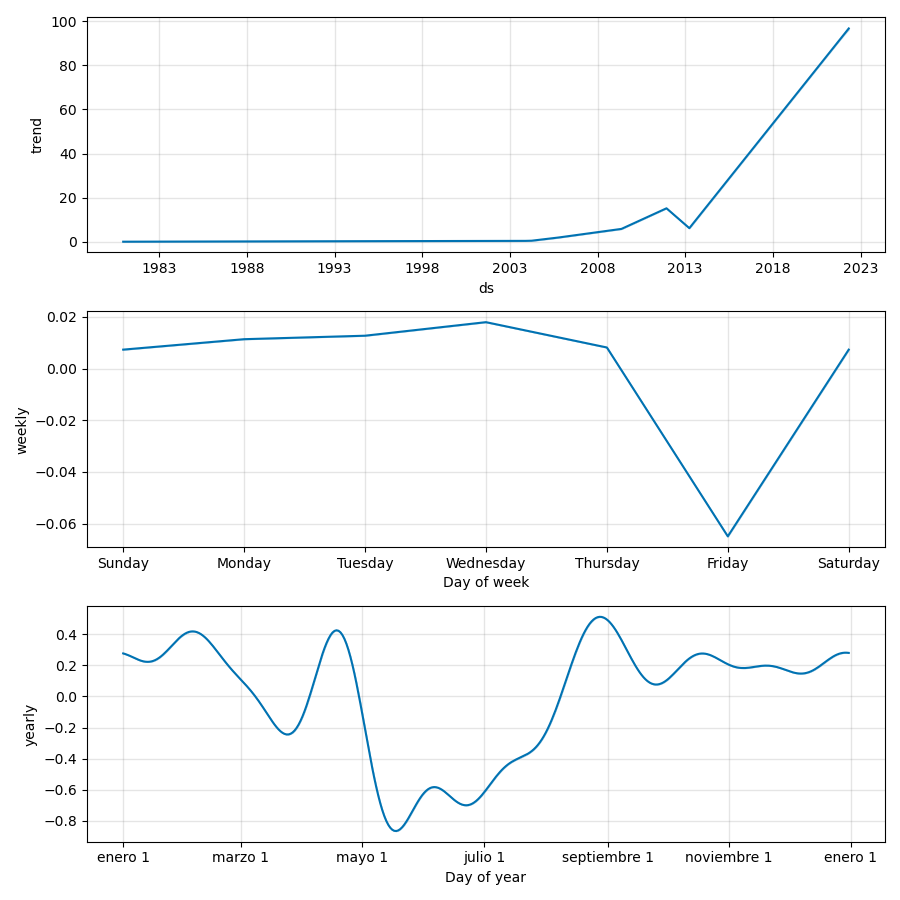 100
80
60
40
20
0
trend
1983 1988 1993 1998 2003 2008 2013 2018 2023
ds
0.02
0.00
−0.02
−0.04
−0.06
weekly
Sunday Monday Tuesday Wednesday Thursday Friday Saturday
Day of week
0.4
0.2
0.0
−0.2
−0.4
−0.6
−0.8
yearly
enero 1 marzo 1 mayo 1 julio 1 septiembre 1 noviembre 1 enero 1
Day of year